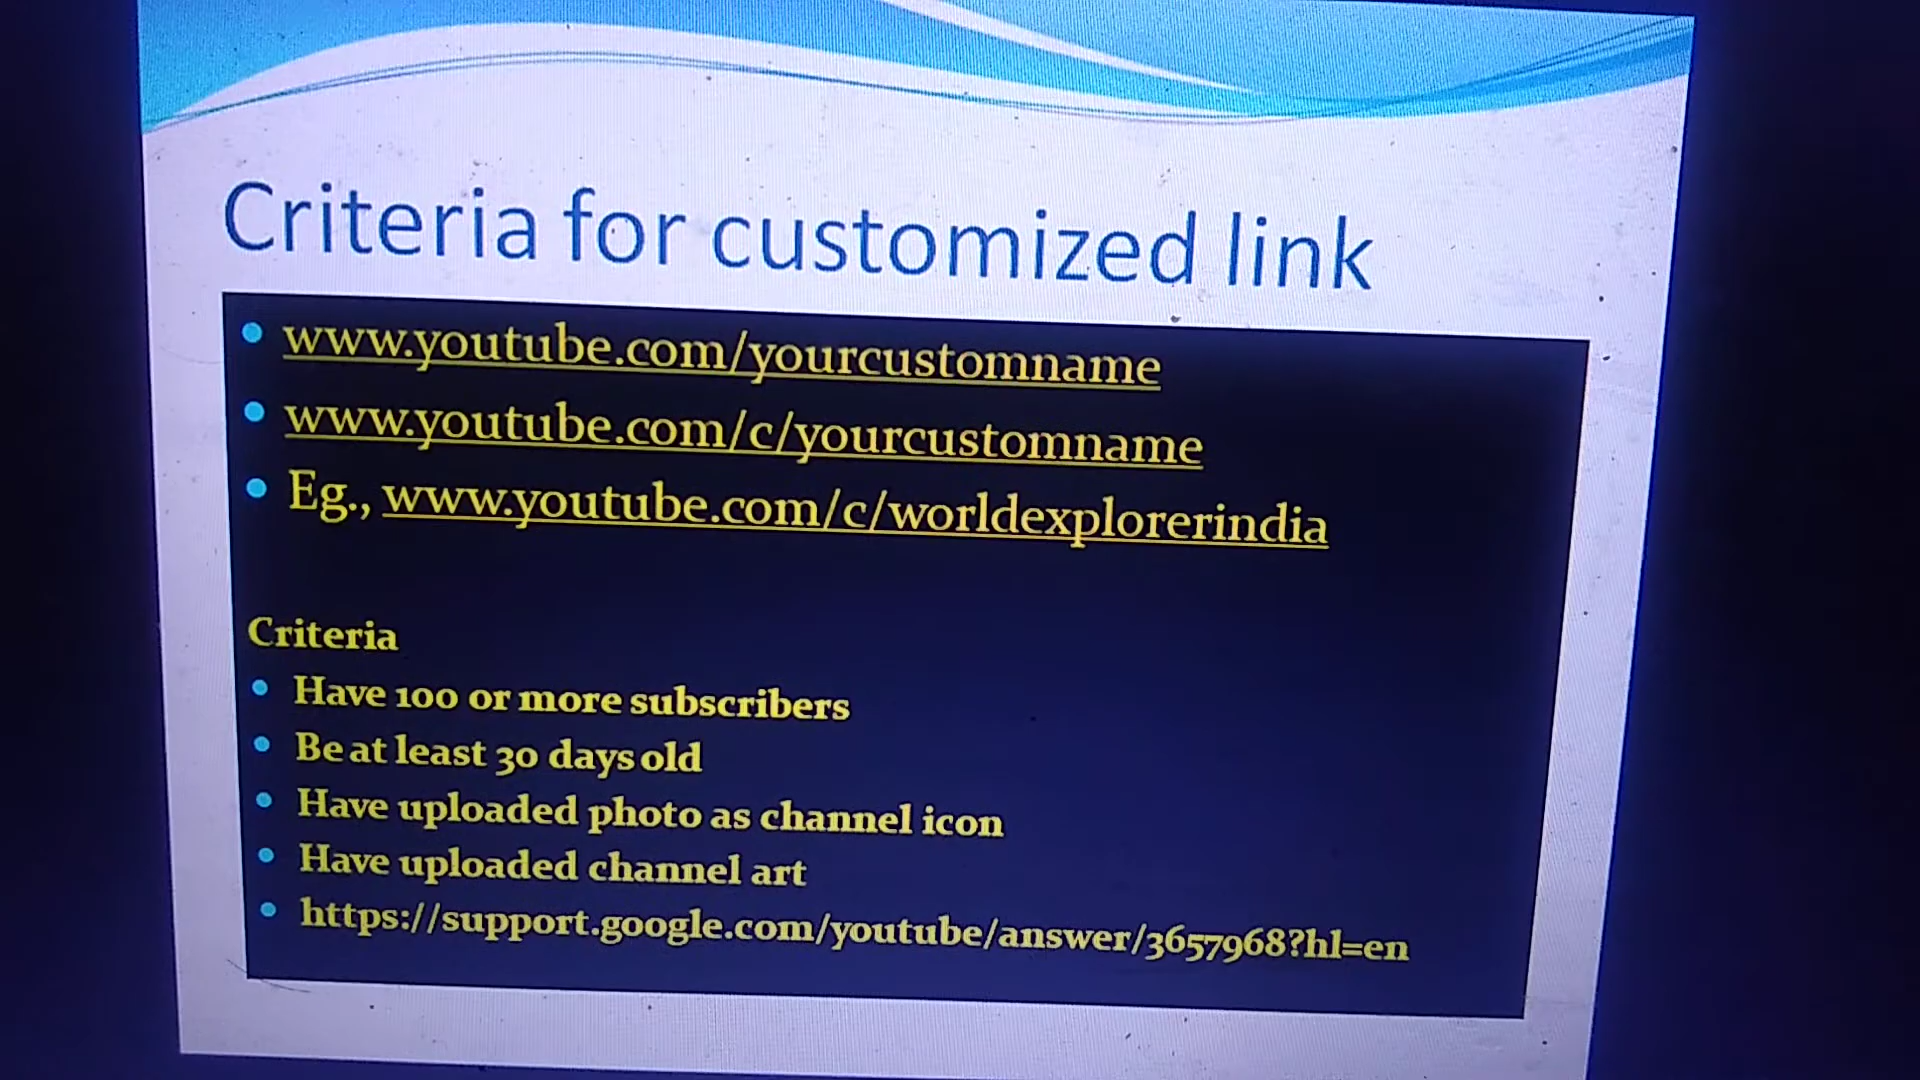 Criteria for customized link
www.youtube.com/yourcustomname
www.youtube.com/c/yourcustomname
Eg., www.youtube.com/c/worldexplorerindia
Criteria
Have 100 or more subscribers
Be at least 30 days old
Have uploaded photo as channel icon
Have uploaded channel art
https://support.google.com/youtube/answer/3657968?hl=en